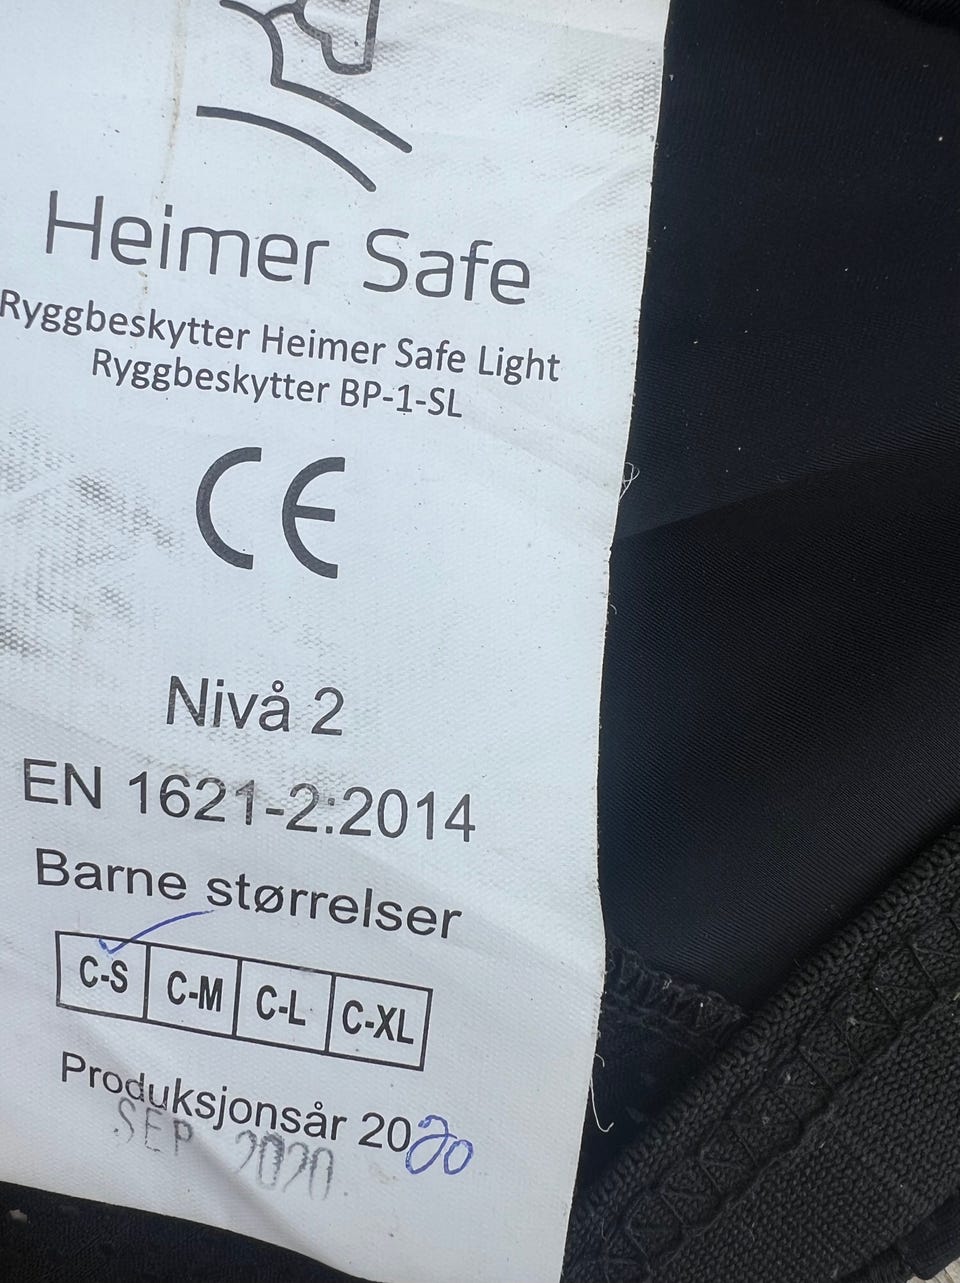 Heimer Safe
Ryggbeskytter Heimer Safe Light
Ryggbeskytter BP-1-SL
CE
Nivå 2
EN 1621-2:2014
Barne størrelser
C-S C-M C-L C-XL
Produksjonsår 2020
SEP 2020